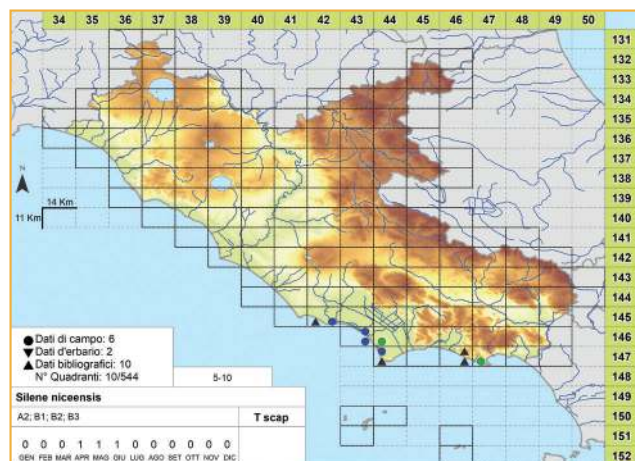 34 35 36 37 38 39 40 41 42 43 44 45 46 47 48 49 50
131
132
133
134
135
136
137
138
139
140
141
142
143
144
145
146
147
148
149
150
151
152
N
14 Km
11 Km
Dati di campo: 6
Dati d'erbario: 2
Dati bibliografici: 10
N° Quadranti: 10/544
5-10
Silene niceensis
A2; B1; B2; B3
T scap
0 0 0 1 1 1 0 0 0 0 0 0
GEN FEB MAR APR MAG GIU LUG AGO SET OTT NOV DIC